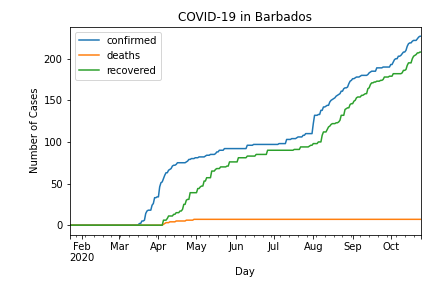 COVID-19 in Barbados
confirmed
deaths
recovered
Number of Cases
200
150
100
50
0
Feb Mar Apr May Jun Jul Aug Sep Oct
2020
Day